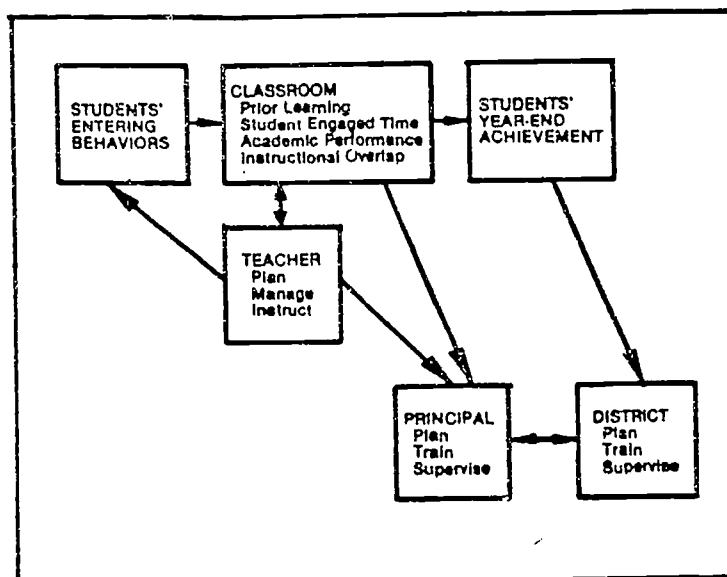 STUDENTS'
ENTERING
BEHAVIORS
CLASSROOM
Prior Learning
Student Engaged Time
Academic Performance
Instructional Overlap
STUDENTS'
YEAR-END
ACHIEVEMENT
TEACHER
Plan
Manage
Instruct
PRINCIPAL
Plan
Train
Supervise
DISTRICT
Plan
Train
Supervise